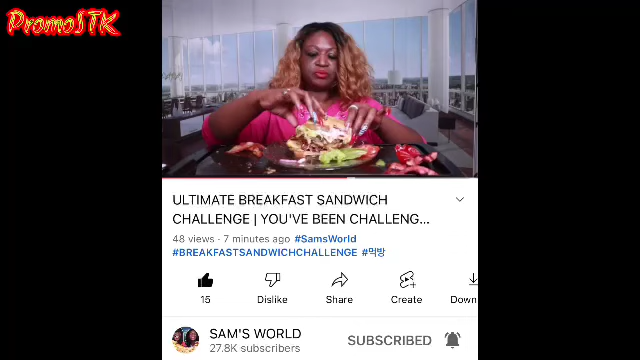 PromoSTK
ULTIMATE BREAKFAST SANDWICH
CHALLENGE | YOU'VE BEEN CHALLENG...
48 views · 7 minutes ago #SamsWorld
#BREAKFASTSANDWICHCHALLENGE #먹방
15 Dislike Share Create Down
SAM'S WORLD
27.8K subscribers
SUBSCRIBED